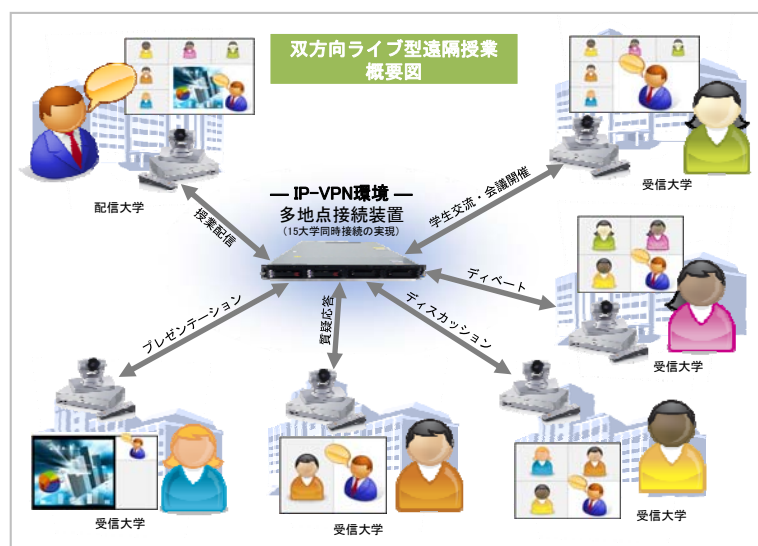 双方向ライブ型遠隔授業
概要図
配信大学
受信大学
― IP-VPN環境 ―
多地点接続装置
(15大学同時接続の実現)
授業配信
学生交流・会議開催
ディベート
プレゼンテーション
質疑応答
ディスカッション
受信大学
受信大学
受信大学
受信大学